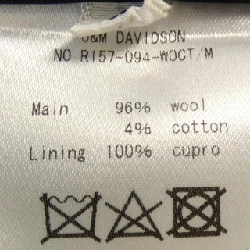 J&M DAVIDSON
NO R157-094-WOCT/M
Main 96% wool
4% cotton
Lining 100% cupro